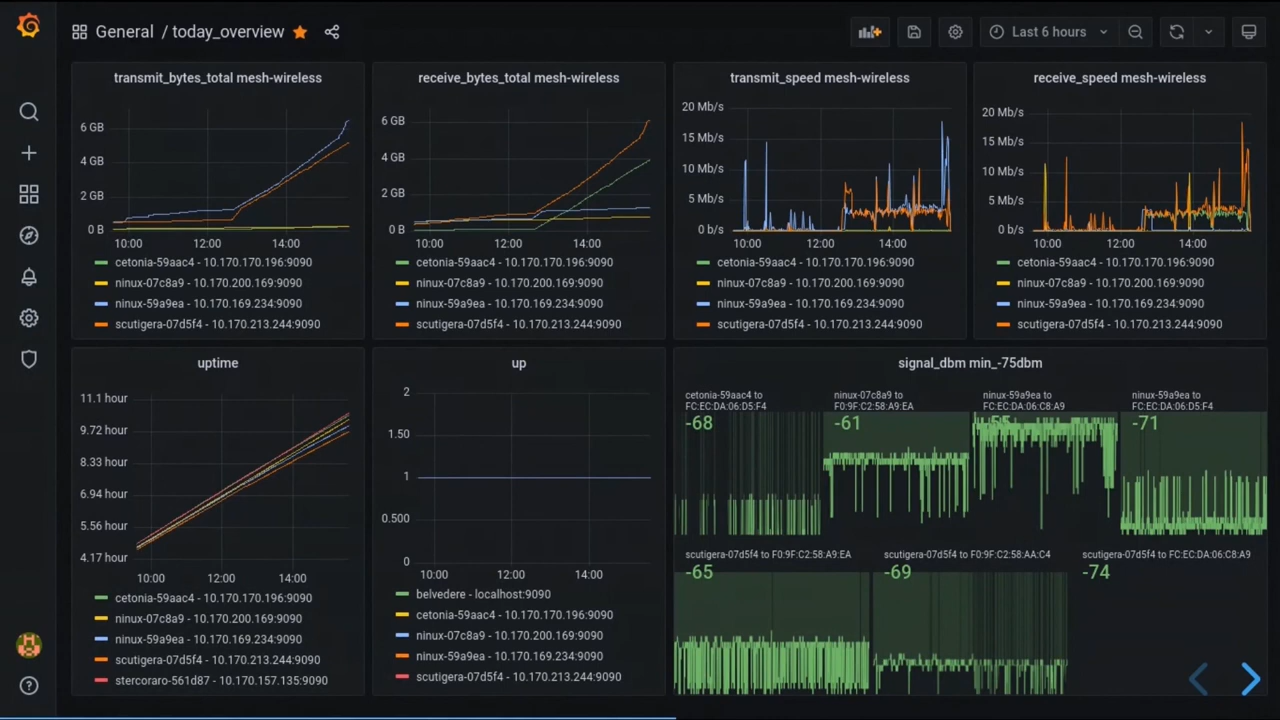 General / today_overview
Last 6 hours
transmit_bytes_total mesh-wireless
6 GB
4 GB
2 GB
0 B
10:00 12:00 14:00
cetonia-59aac4 - 10.170.170.196:9090
ninux-07c8a9 - 10.170.200.169:9090
ninux-59a9ea - 10.170.169.234:9090
scutigera-07d5f4 - 10.170.213.244:9090
receive_bytes_total mesh-wireless
6 GB
4 GB
2 GB
0 B
10:00 12:00 14:00
cetonia-59aac4 - 10.170.170.196:9090
ninux-07c8a9 - 10.170.200.169:9090
ninux-59a9ea - 10.170.169.234:9090
scutigera-07d5f4 - 10.170.213.244:9090
transmit_speed mesh-wireless
20 Mb/s
15 Mb/s
10 Mb/s
5 Mb/s
0 b/s
10:00 12:00 14:00
cetonia-59aac4 - 10.170.170.196:9090
ninux-07c8a9 - 10.170.200.169:9090
ninux-59a9ea - 10.170.169.234:9090
scutigera-07d5f4 - 10.170.213.244:9090
receive_speed mesh-wireless
20 Mb/s
15 Mb/s
10 Mb/s
5 Mb/s
0 b/s
10:00 12:00 14:00
cetonia-59aac4 - 10.170.170.196:9090
ninux-07c8a9 - 10.170.200.169:9090
ninux-59a9ea - 10.170.169.234:9090
scutigera-07d5f4 - 10.170.213.244:9090
uptime
11.1 hour
9.72 hour
8.33 hour
6.94 hour
5.56 hour
4.17 hour
10:00 12:00 14:00
cetonia-59aac4 - 10.170.170.196:9090
ninux-07c8a9 - 10.170.200.169:9090
ninux-59a9ea - 10.170.169.234:9090
scutigera-07d5f4 - 10.170.213.244:9090
stercoraro-561d87 - 10.170.157.135:9090
up
2
1.50
1
0.500
0
10:00 12:00 14:00
belvedere - localhost:9090
cetonia-59aac4 - 10.170.170.196:9090
ninux-07c8a9 - 10.170.200.169:9090
ninux-59a9ea - 10.170.169.234:9090
scutigera-07d5f4 - 10.170.213.244:9090
signal_dbm min_-75dbm
cetonia-59aac4 to
FC:EC:DA:06:D5:F4
-68
ninux-07c8a9 to
F0:9F:C2:58:A9:EA
-61
ninux-59a9ea to
FC:EC:DA:06:C8:A9
ninux-59a9ea to
FC:EC:DA:06:D5:F4
-71
scutigera-07d5f4 to F0:9F:C2:58:A9:EA
-65
scutigera-07d5f4 to F0:9F:C2:58:AA:C4
-69
scutigera-07d5f4 to FC:EC:DA:06:C8:A9
-74